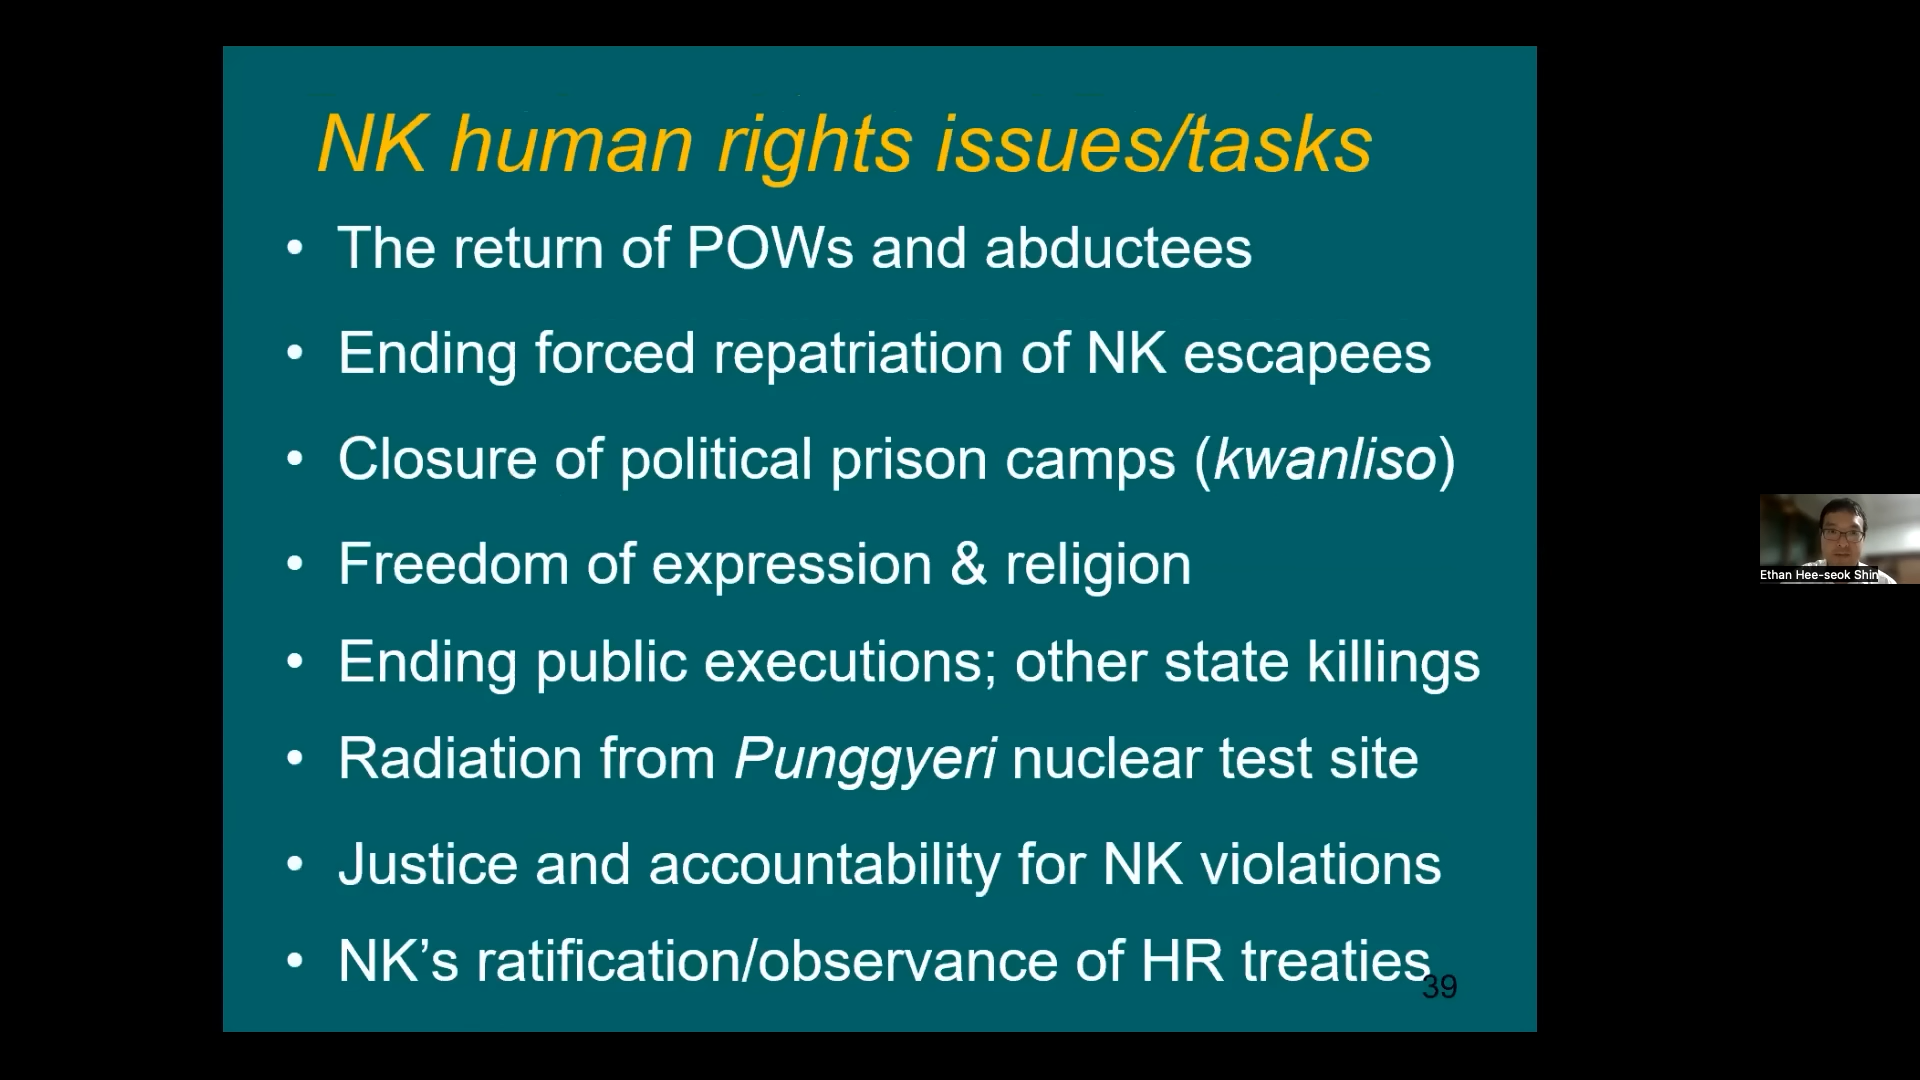 NK human rights issues/tasks
• The return of POWs and abductees
• Ending forced repatriation of NK escapees
• Closure of political prison camps (kwanliso)
• Freedom of expression & religion
• Ending public executions; other state killings
• Radiation from Punggyeri nuclear test site
• Justice and accountability for NK violations
• NK’s ratification/observance of HR treaties
39
Ethan Hee-seok Shin